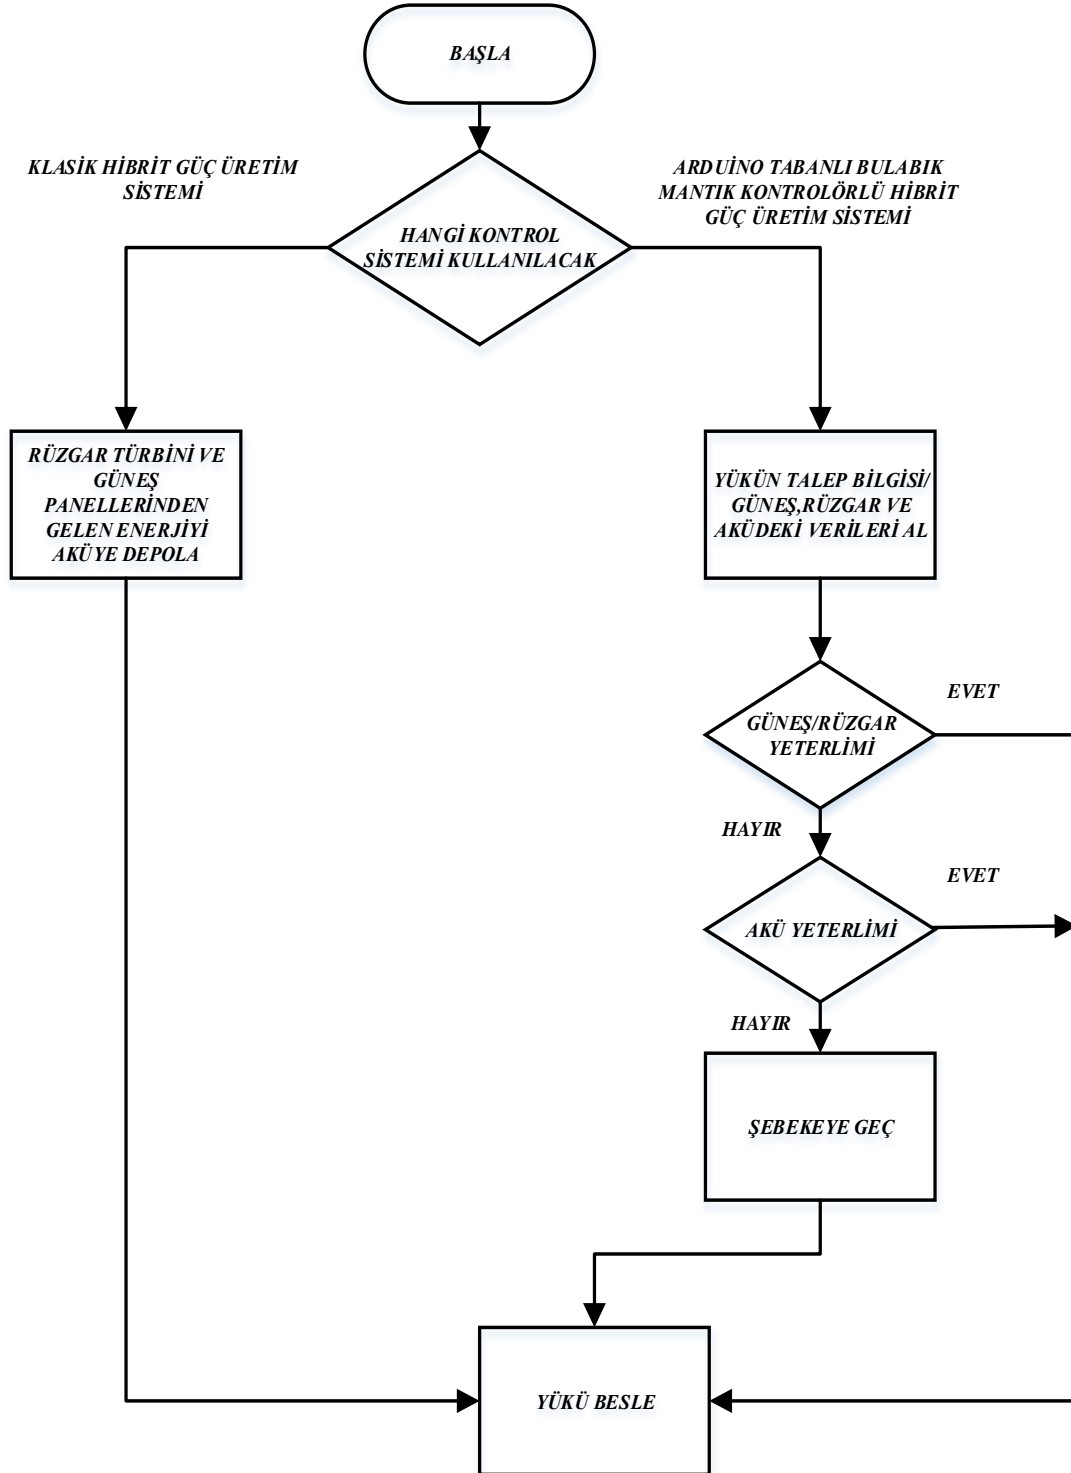 BAŞLA
KLASİK HİBRİT GÜÇ ÜRETİM
SİSTEMİ
ARDUİNO TABANLI BULABIK
MANTIK KONTROLÖRLÜ HİBRİT
GÜÇ ÜRETİM SİSTEMİ
HANGİ KONTROL
SİSTEMİ KULLANILACAK
RÜZGAR TÜRBİNİ VE
GÜNEŞ
PANELLERİNDEN
GELEN ENERJİYİ
AKÜYE DEPOLA
YÜKÜN TALEP BİLGİSİ/
GÜNEŞ,RÜZGAR VE
AKÜDEKİ VERİLERİ AL
GÜNEŞ/RÜZGAR
YETERLİMİ
EVET
HAYIR
AKÜ YETERLİMİ
EVET
HAYIR
ŞEBEKEYE GEÇ
YÜKÜ BESLE